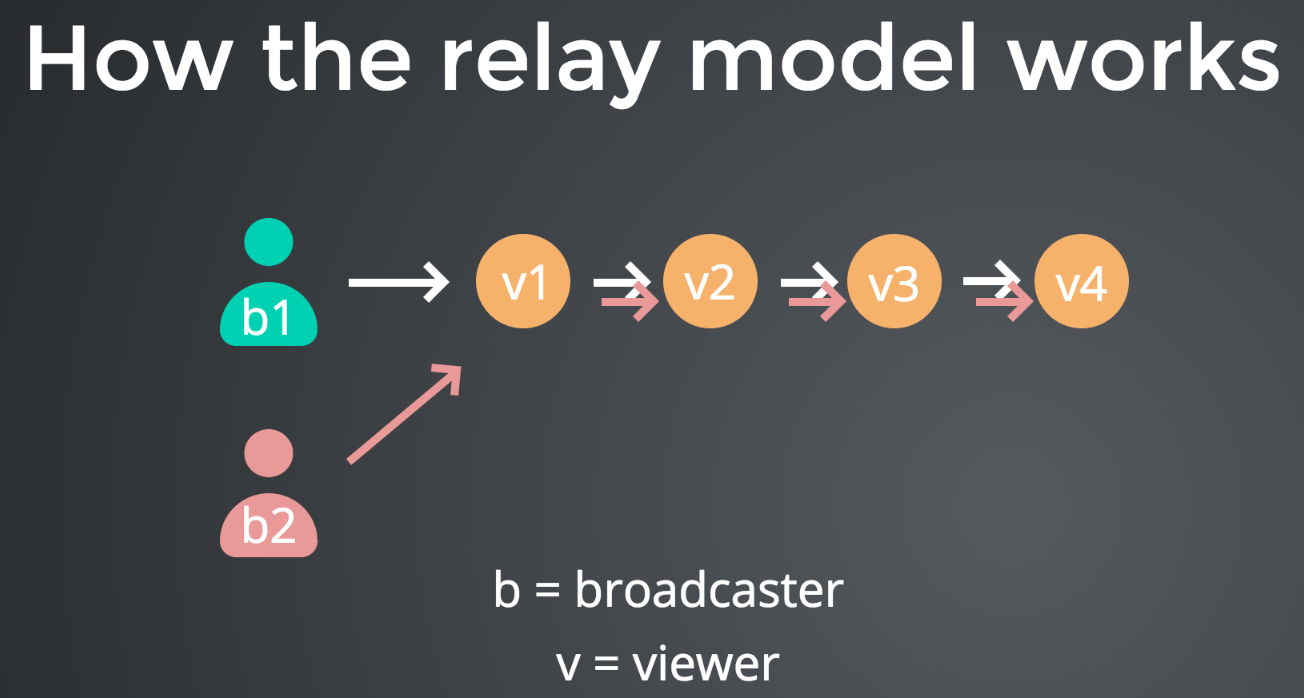 How the relay model works
b1
v1
v2
v3
v4
b2
b = broadcaster
v = viewer